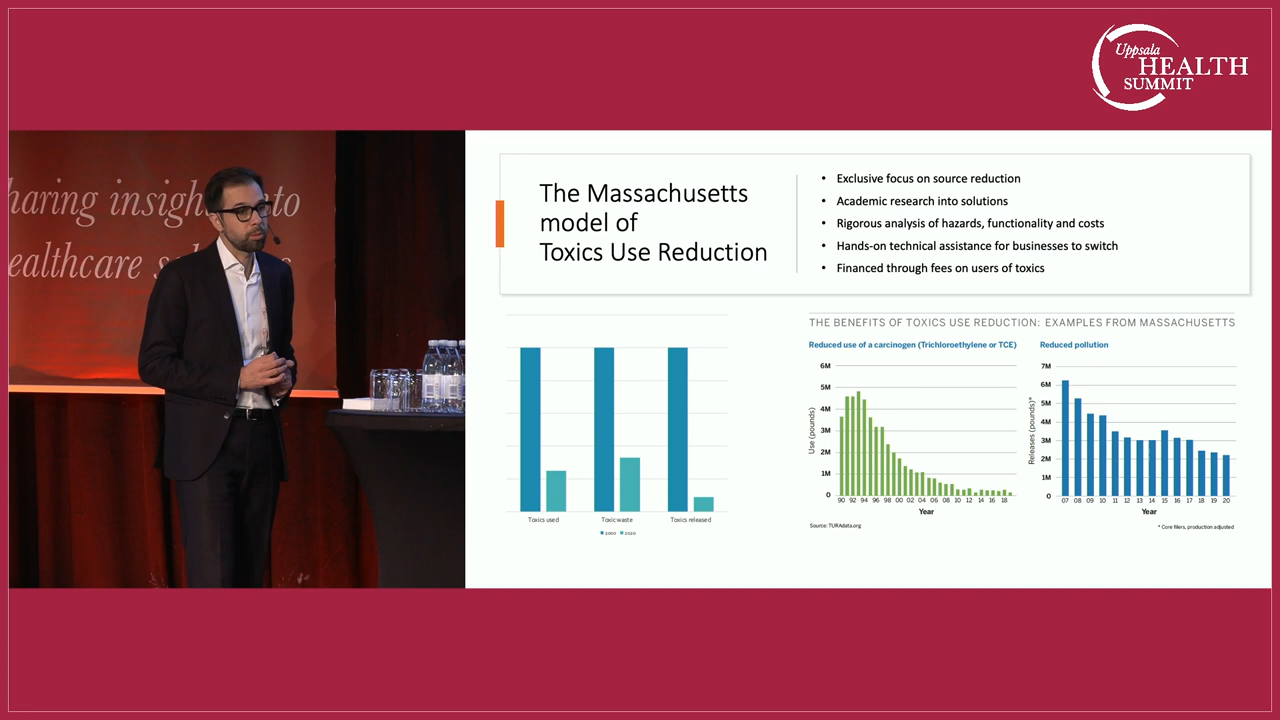 Uppsala
HEALTH
SUMMIT
haring insigh to
ealthcare s
The Massachusetts
model of
Toxics Use Reduction
• Exclusive focus on source reduction
• Academic research into solutions
• Rigorous analysis of hazards, functionality and costs
• Hands-on technical assistance for businesses to switch
• Financed through fees on users of toxics
Toxics used Toxic waste Toxics released
2000 2020
THE BENEFITS OF TOXICS USE REDUCTION: EXAMPLES FROM MASSACHUSETTS
Reduced use of a carcinogen (Trichloroethylene or TCE)
6M
5M
4M
3M
2M
1M
0
Use (pounds)
90 92 94 96 98 00 02 04 06 08 10 12 14 16 18
Year
Source: TURAdata.org
Reduced pollution
7M
6M
5M
4M
3M
2M
1M
0
Releases (pounds)*
07 08 09 10 11 12 13 14 15 16 17 18 19 20
Year
* Core filers, production adjusted